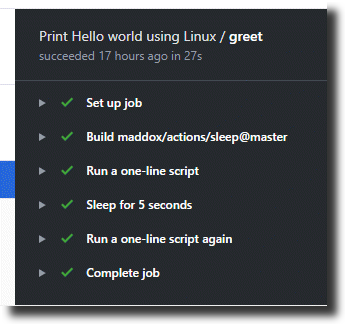 Print Hello world using Linux / greet
succeeded 17 hours ago in 27s
Set up job
Build maddox/actions/sleep@master
Run a one-line script
Sleep for 5 seconds
Run a one-line script again
Complete job